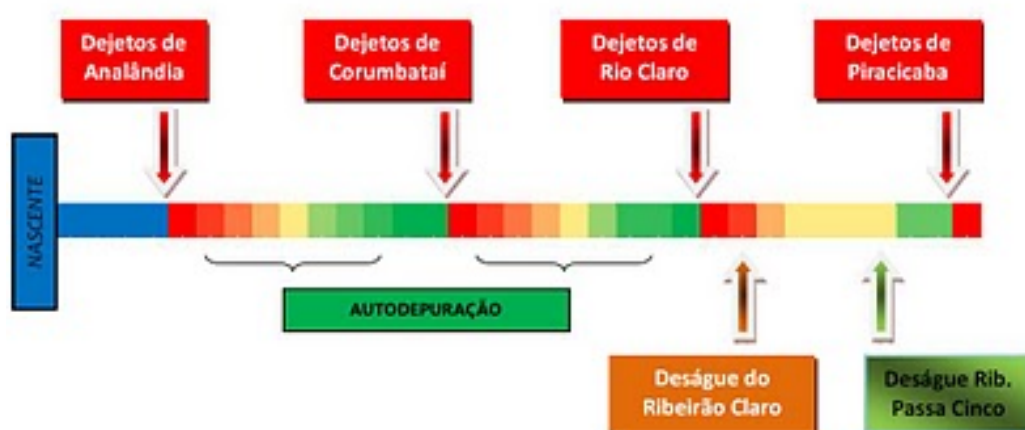 Dejetos de
Analândia
Dejetos de
Corumbataí
Dejetos de
Rio Claro
Dejetos de
Piracicaba
NASCENTE
AUTODEPURAÇÃO
Deságue do
Ribeirão Claro
Deságue Rib.
Passa Cinco